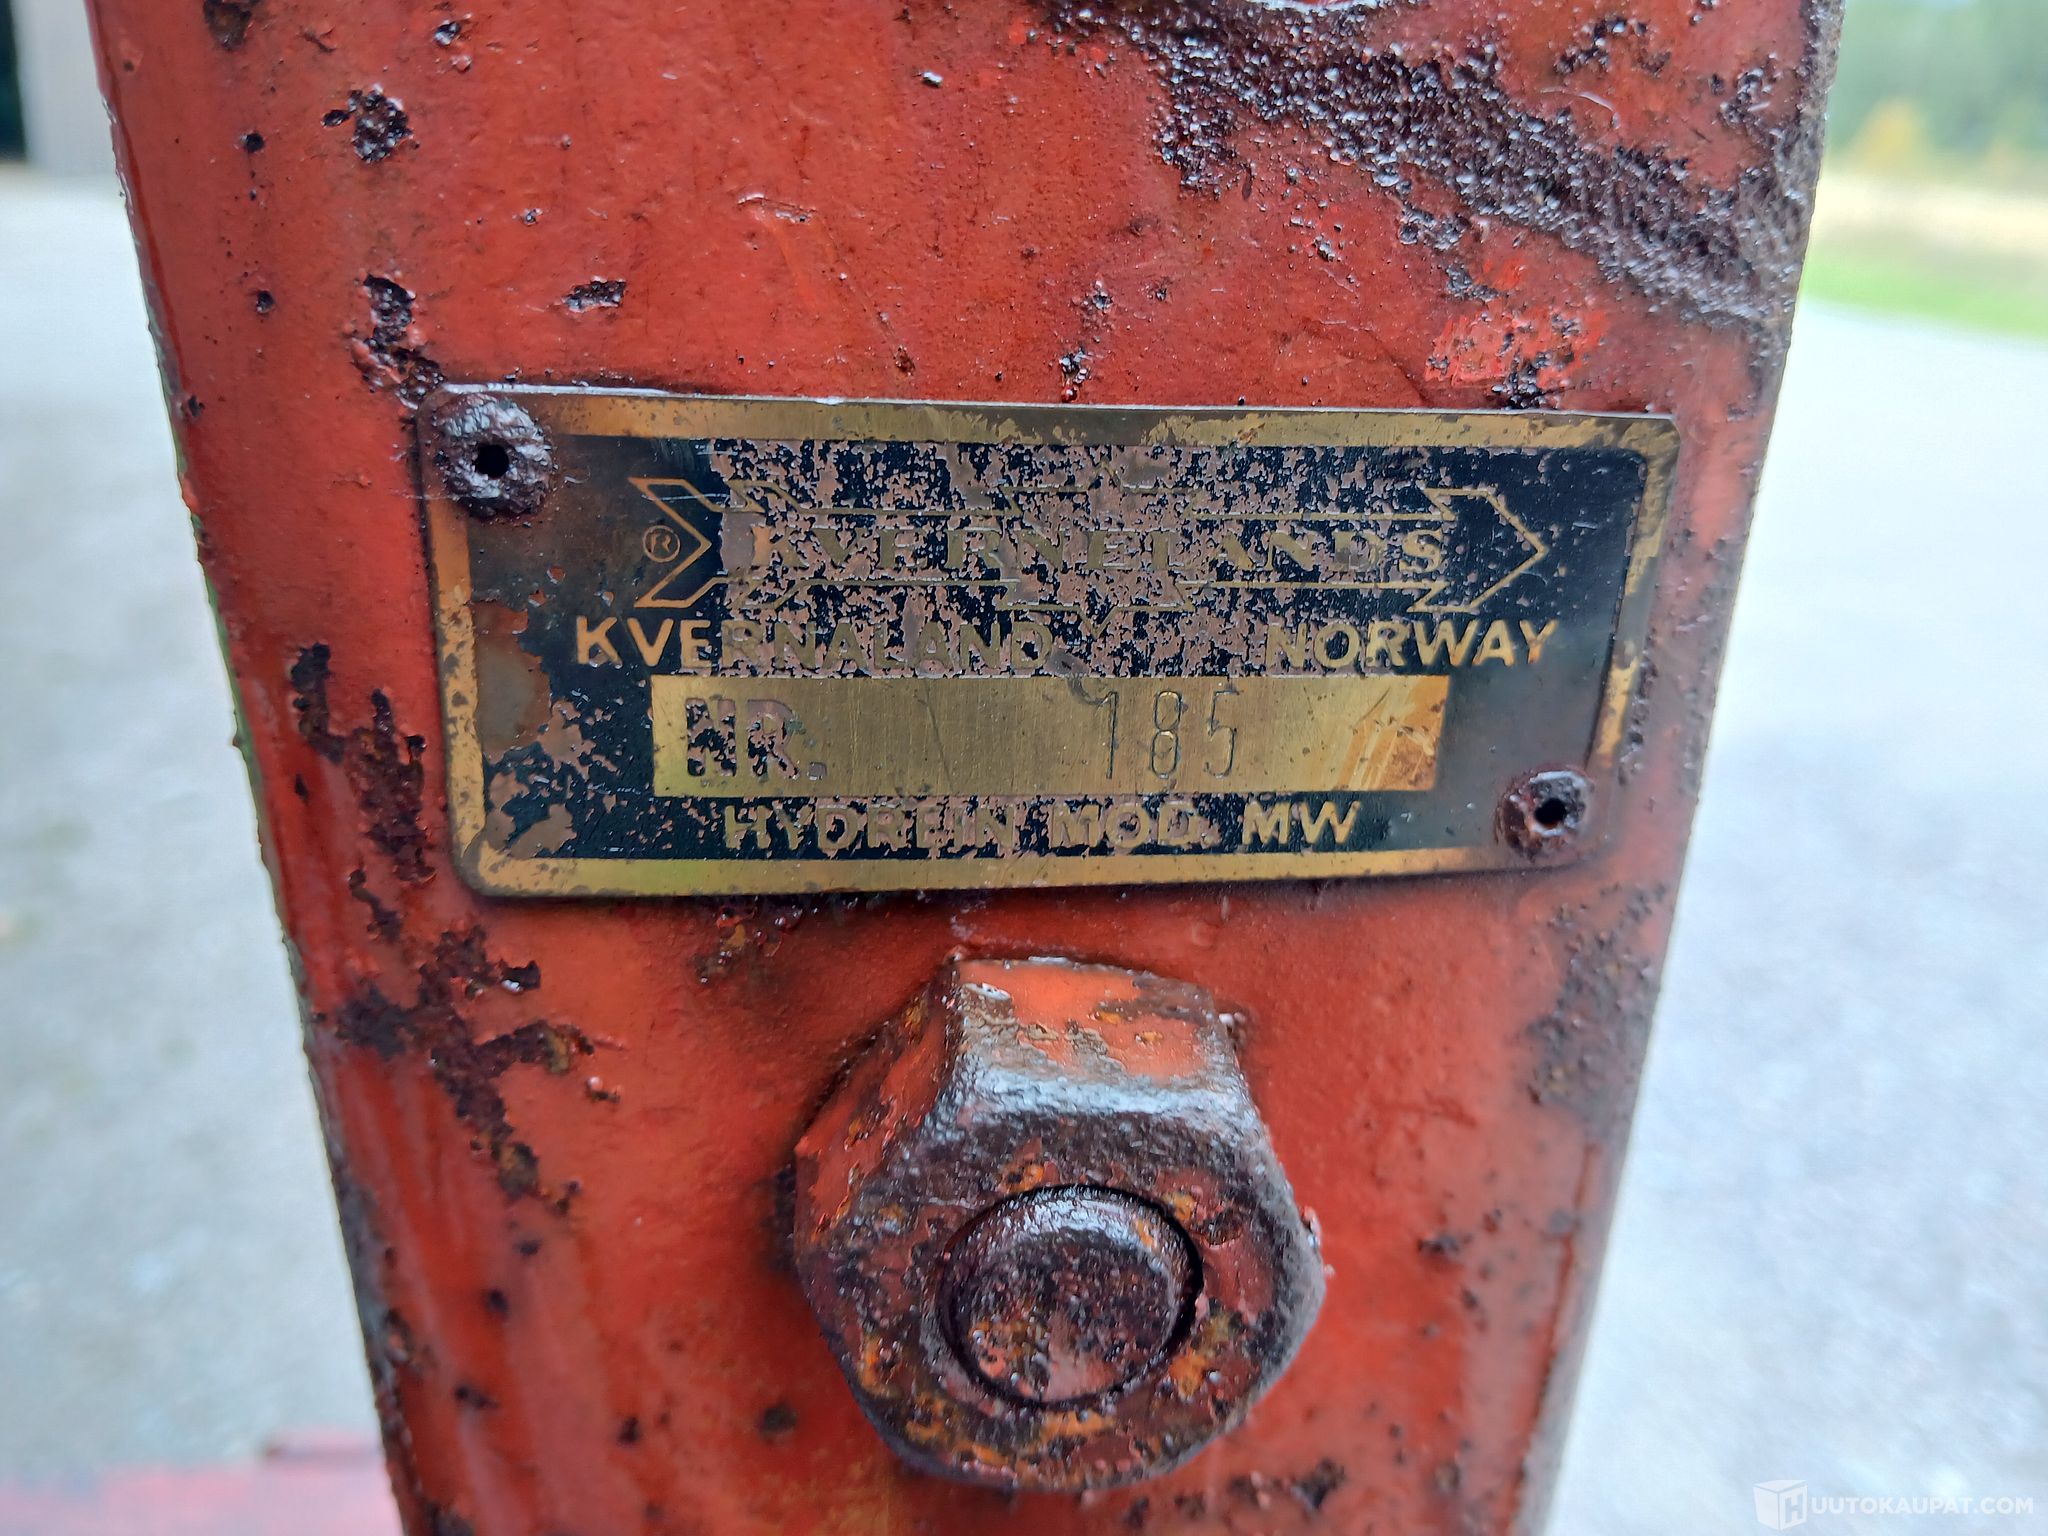 ® KVERNELANDS
KVERNALAND NORWAY
NR. 185
HYDREIN MOD. MW
HUUTOKAUPAT.COM